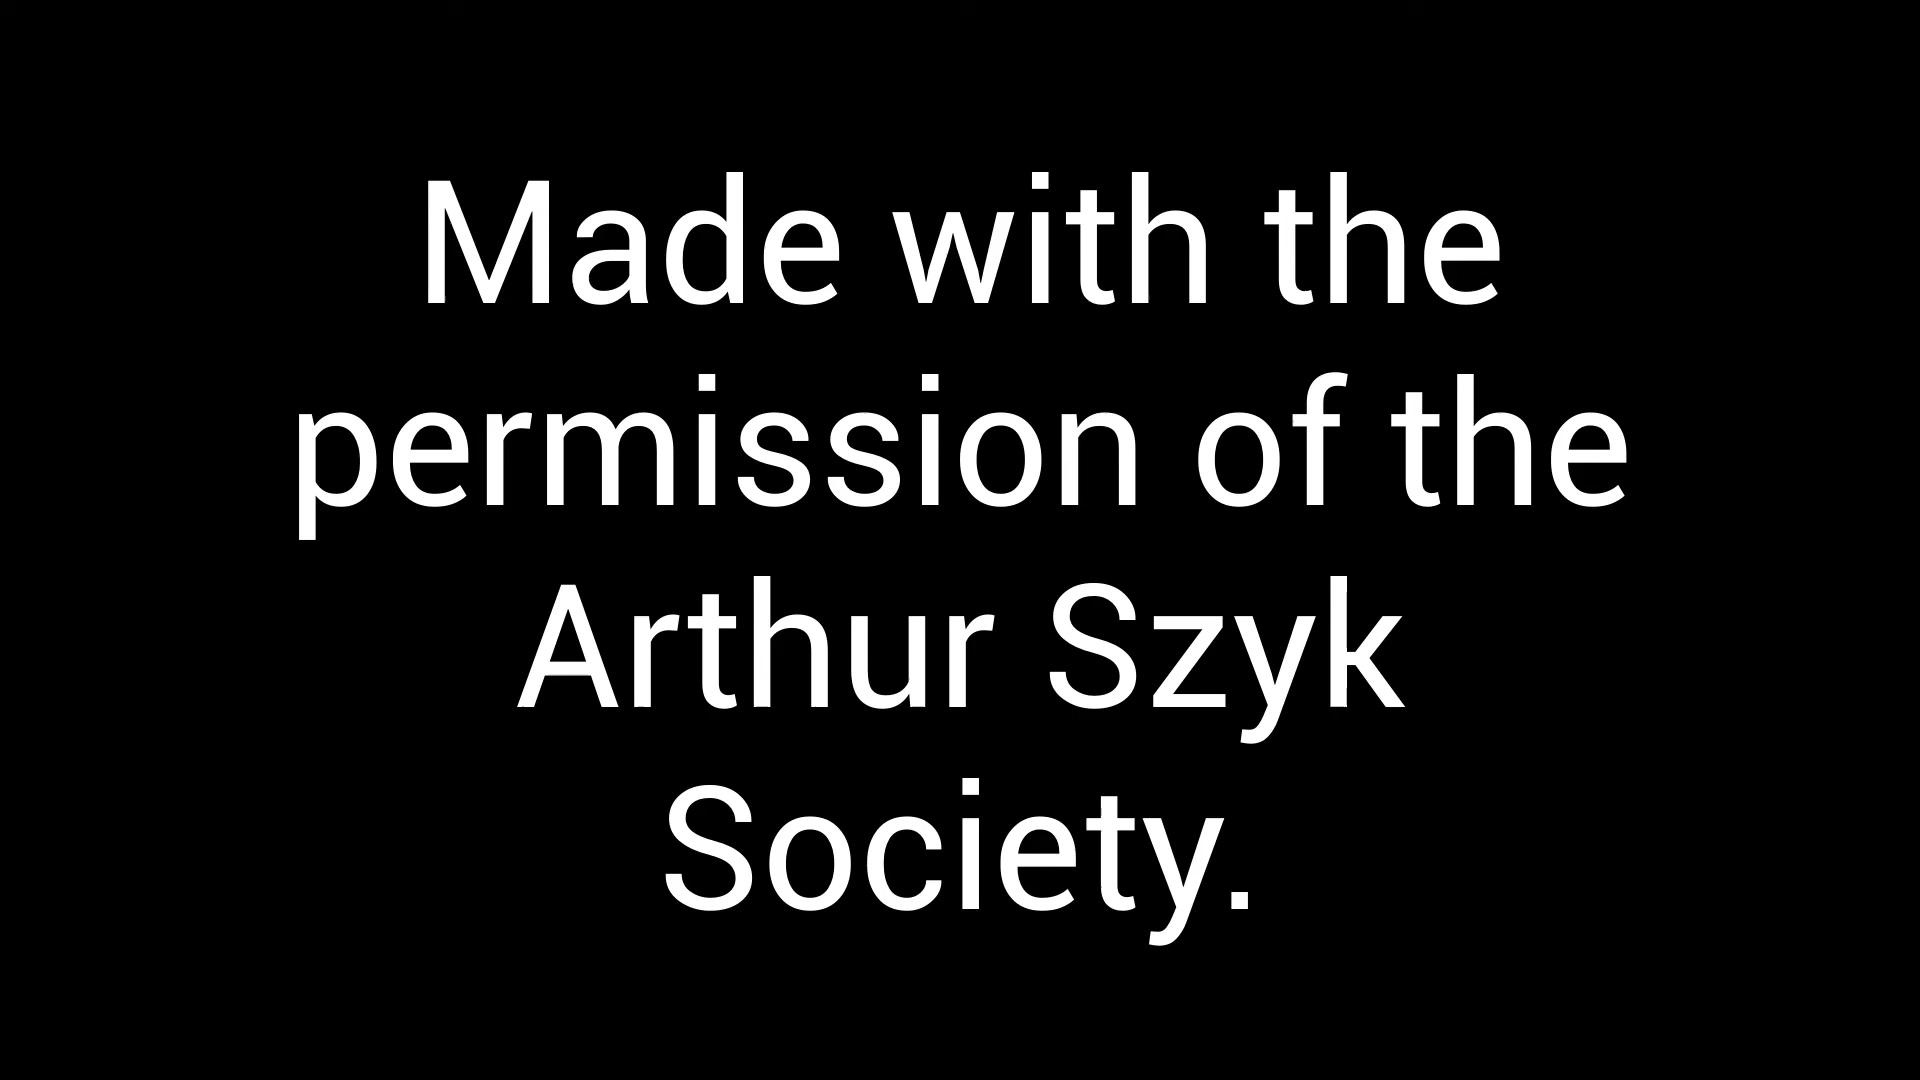 Made with the
permission of the
Arthur Szyk
Society.